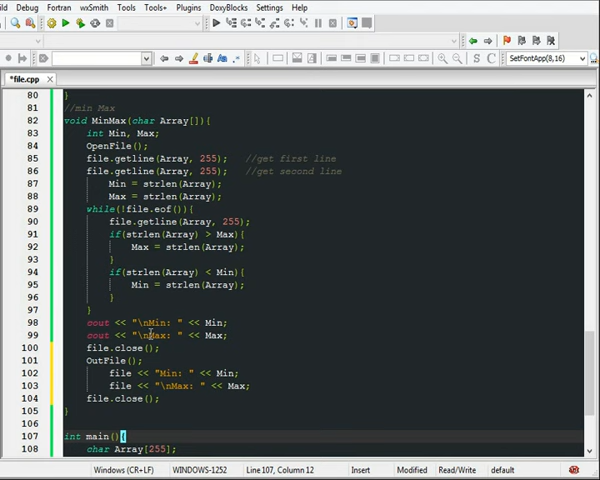 ild Debug Fortran wxSmith Tools Tools+ Plugins DoxyBlocks Settings Help
SetFontApp(8,16)
*file.cpp
80 }
81 //min Max
82 void MinMax(char Array[]){
83 int Min, Max;
84 OpenFile();
85 file.getline(Array, 255); //get first line
86 file.getline(Array, 255); //get second line
87 Min = strlen(Array);
88 Max = strlen(Array);
89 while(!file.eof()){
90 file.getline(Array, 255);
91 if(strlen(Array) > Max){
92 Max = strlen(Array);
93 }
94 if(strlen(Array) < Min){
95 Min = strlen(Array);
96 }
97 }
98 cout << "\nMin: " << Min;
99 cout << "\nMax: " << Max;
100 file.close();
101 OutFile();
102 file << "Min: " << Min;
103 file << "\nMax: " << Max;
104 file.close();
105 }
106
107 int main(){
108 char Array[255];
Windows (CR+LF) WINDOWS-1252 Line 107, Column 12 Insert Modified Read/Write default